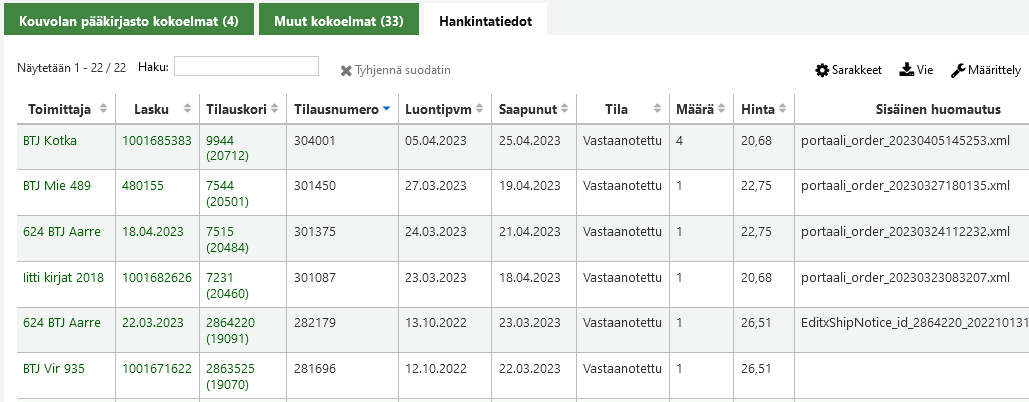 Kouvolan pääkirjasto kokoelmat (4) Muut kokoelmat (33) Hankintatiedot
Näytetään 1 - 22 / 22 Haku: Tyhjennä suodatin Sarakkeet Vie Määrittely
Toimittaja Lasku Tilauskori Tilausnumero Luontipvm Saapunut Tila Määrä Hinta Sisäinen huomautus
BTJ Kotka 1001685383 9944 304001 05.04.2023 25.04.2023 Vastaanotettu 4 20,68 portaali_order_20230405145253.xml
(20712)
BTJ Mie 489 480155 7544 301450 27.03.2023 19.04.2023 Vastaanotettu 1 22,75 portaali_order_20230327180135.xml
(20501)
624 BTJ Aarre 18.04.2023 7515 301375 24.03.2023 21.04.2023 Vastaanotettu 1 22,75 portaali_order_20230324112232.xml
(20484)
Iitti kirjat 2018 1001682626 7231 301087 23.03.2023 18.04.2023 Vastaanotettu 1 20,68 portaali_order_20230323083207.xml
(20460)
624 BTJ Aarre 22.03.2023 2864220 282179 13.10.2022 23.03.2023 Vastaanotettu 1 26,51 EditxShipNotice_id_2864220_202210131
(19091)
BTJ Vir 935 1001671622 2863525 281696 12.10.2022 22.03.2023 Vastaanotettu 1 26,51
(19070)